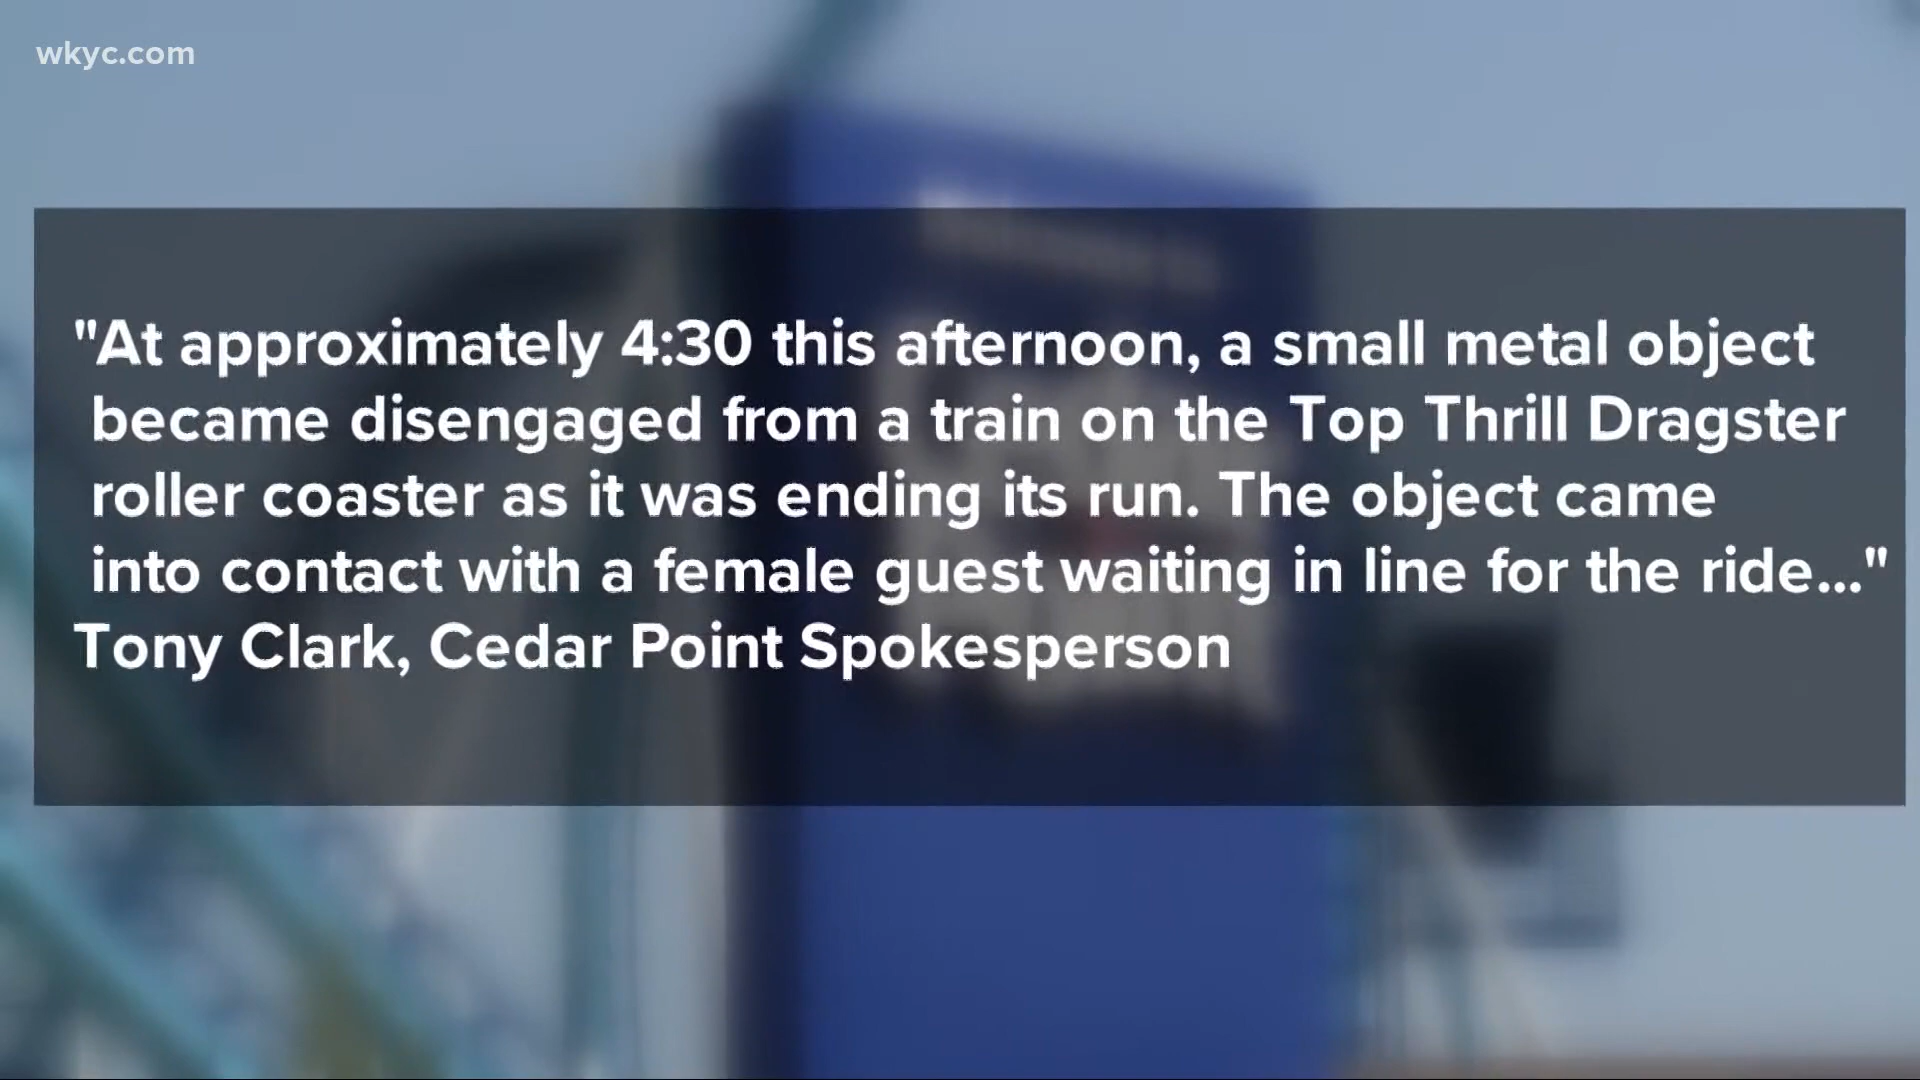 wkyc.com
"At approximately 4:30 this afternoon, a small metal object
became disengaged from a train on the Top Thrill Dragster
roller coaster as it was ending its run. The object came
into contact with a female guest waiting in line for the ride..."
Tony Clark, Cedar Point Spokesperson